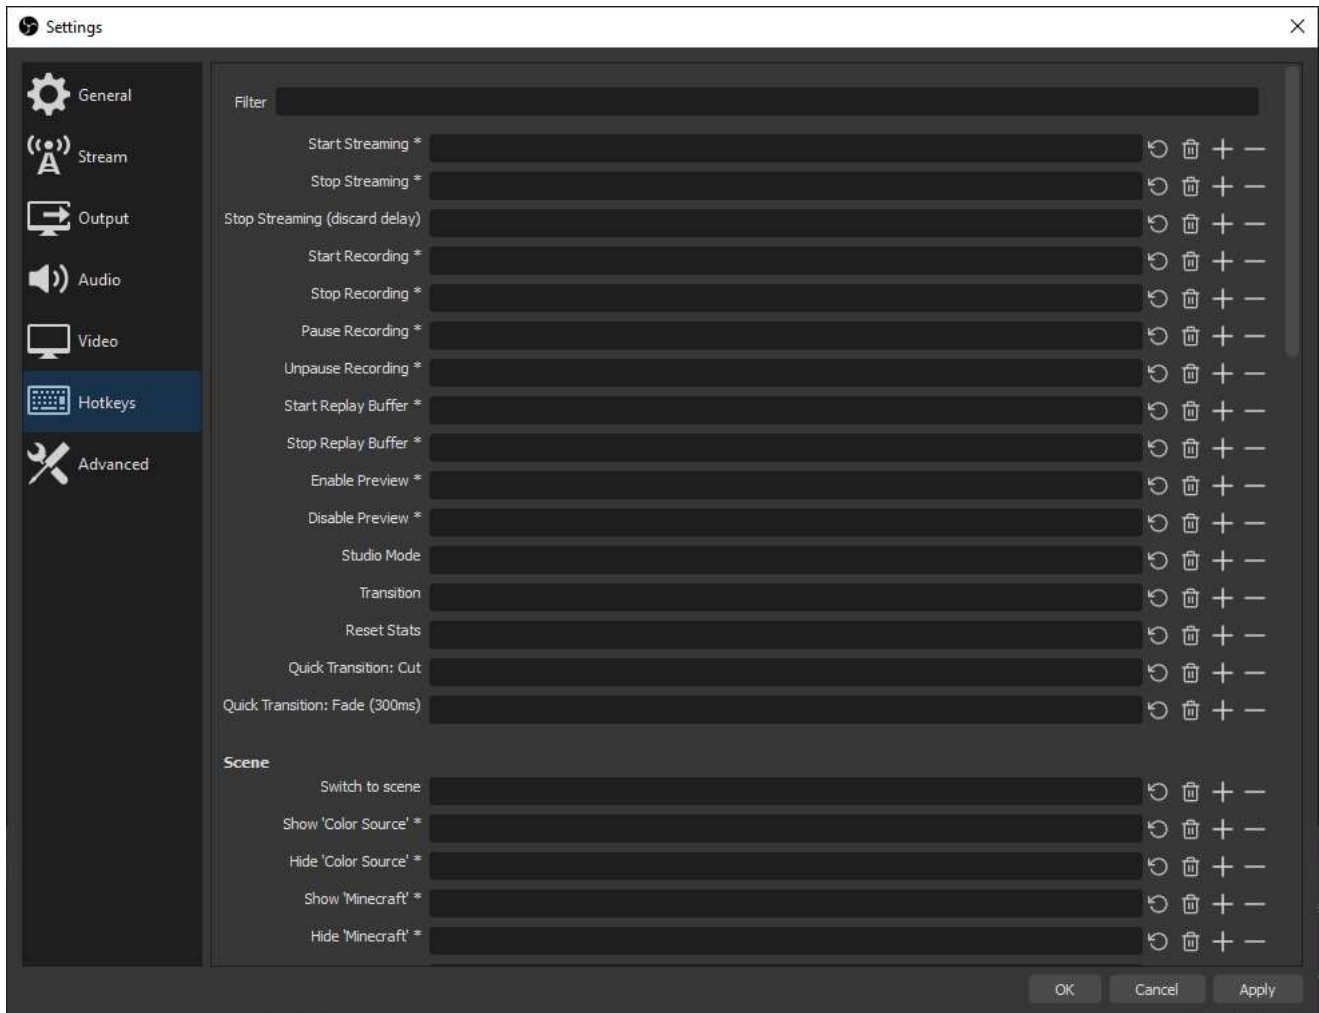 Settings
General
Stream
Output
Audio
Video
Hotkeys
Advanced
Filter
Start Streaming *
Stop Streaming *
Stop Streaming (discard delay)
Start Recording *
Stop Recording *
Pause Recording *
Unpause Recording *
Start Replay Buffer *
Stop Replay Buffer *
Enable Preview *
Disable Preview *
Studio Mode
Transition
Reset Stats
Quick Transition: Cut
Quick Transition: Fade (300ms)
Scene
Switch to scene
Show 'Color Source' *
Hide 'Color Source' *
Show 'Minecraft' *
Hide 'Minecraft' *
OK Cancel Apply